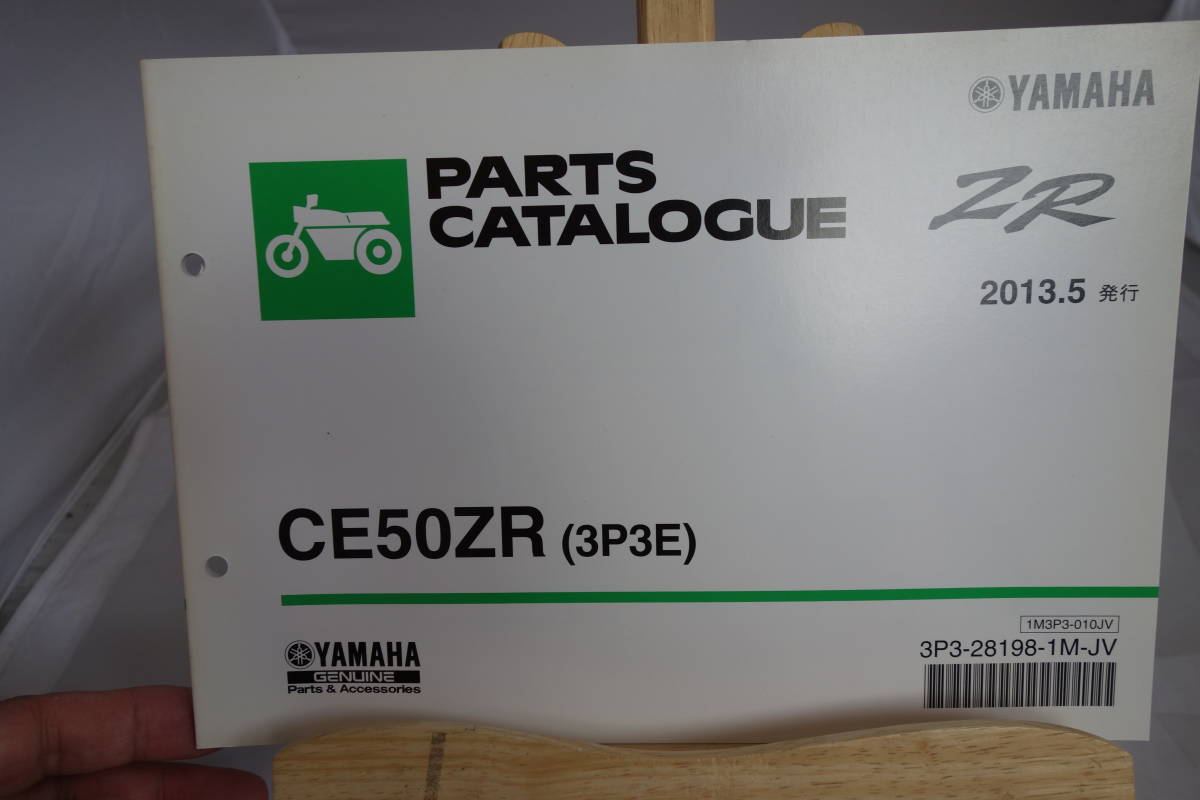 YAMAHA
PARTS
CATALOGUE
ZR
2013.5 発行
CE50ZR (3P3E)
1M3P3-010JV
3P3-28198-1M-JV
YAMAHA
GENUINE
Parts & Accessories